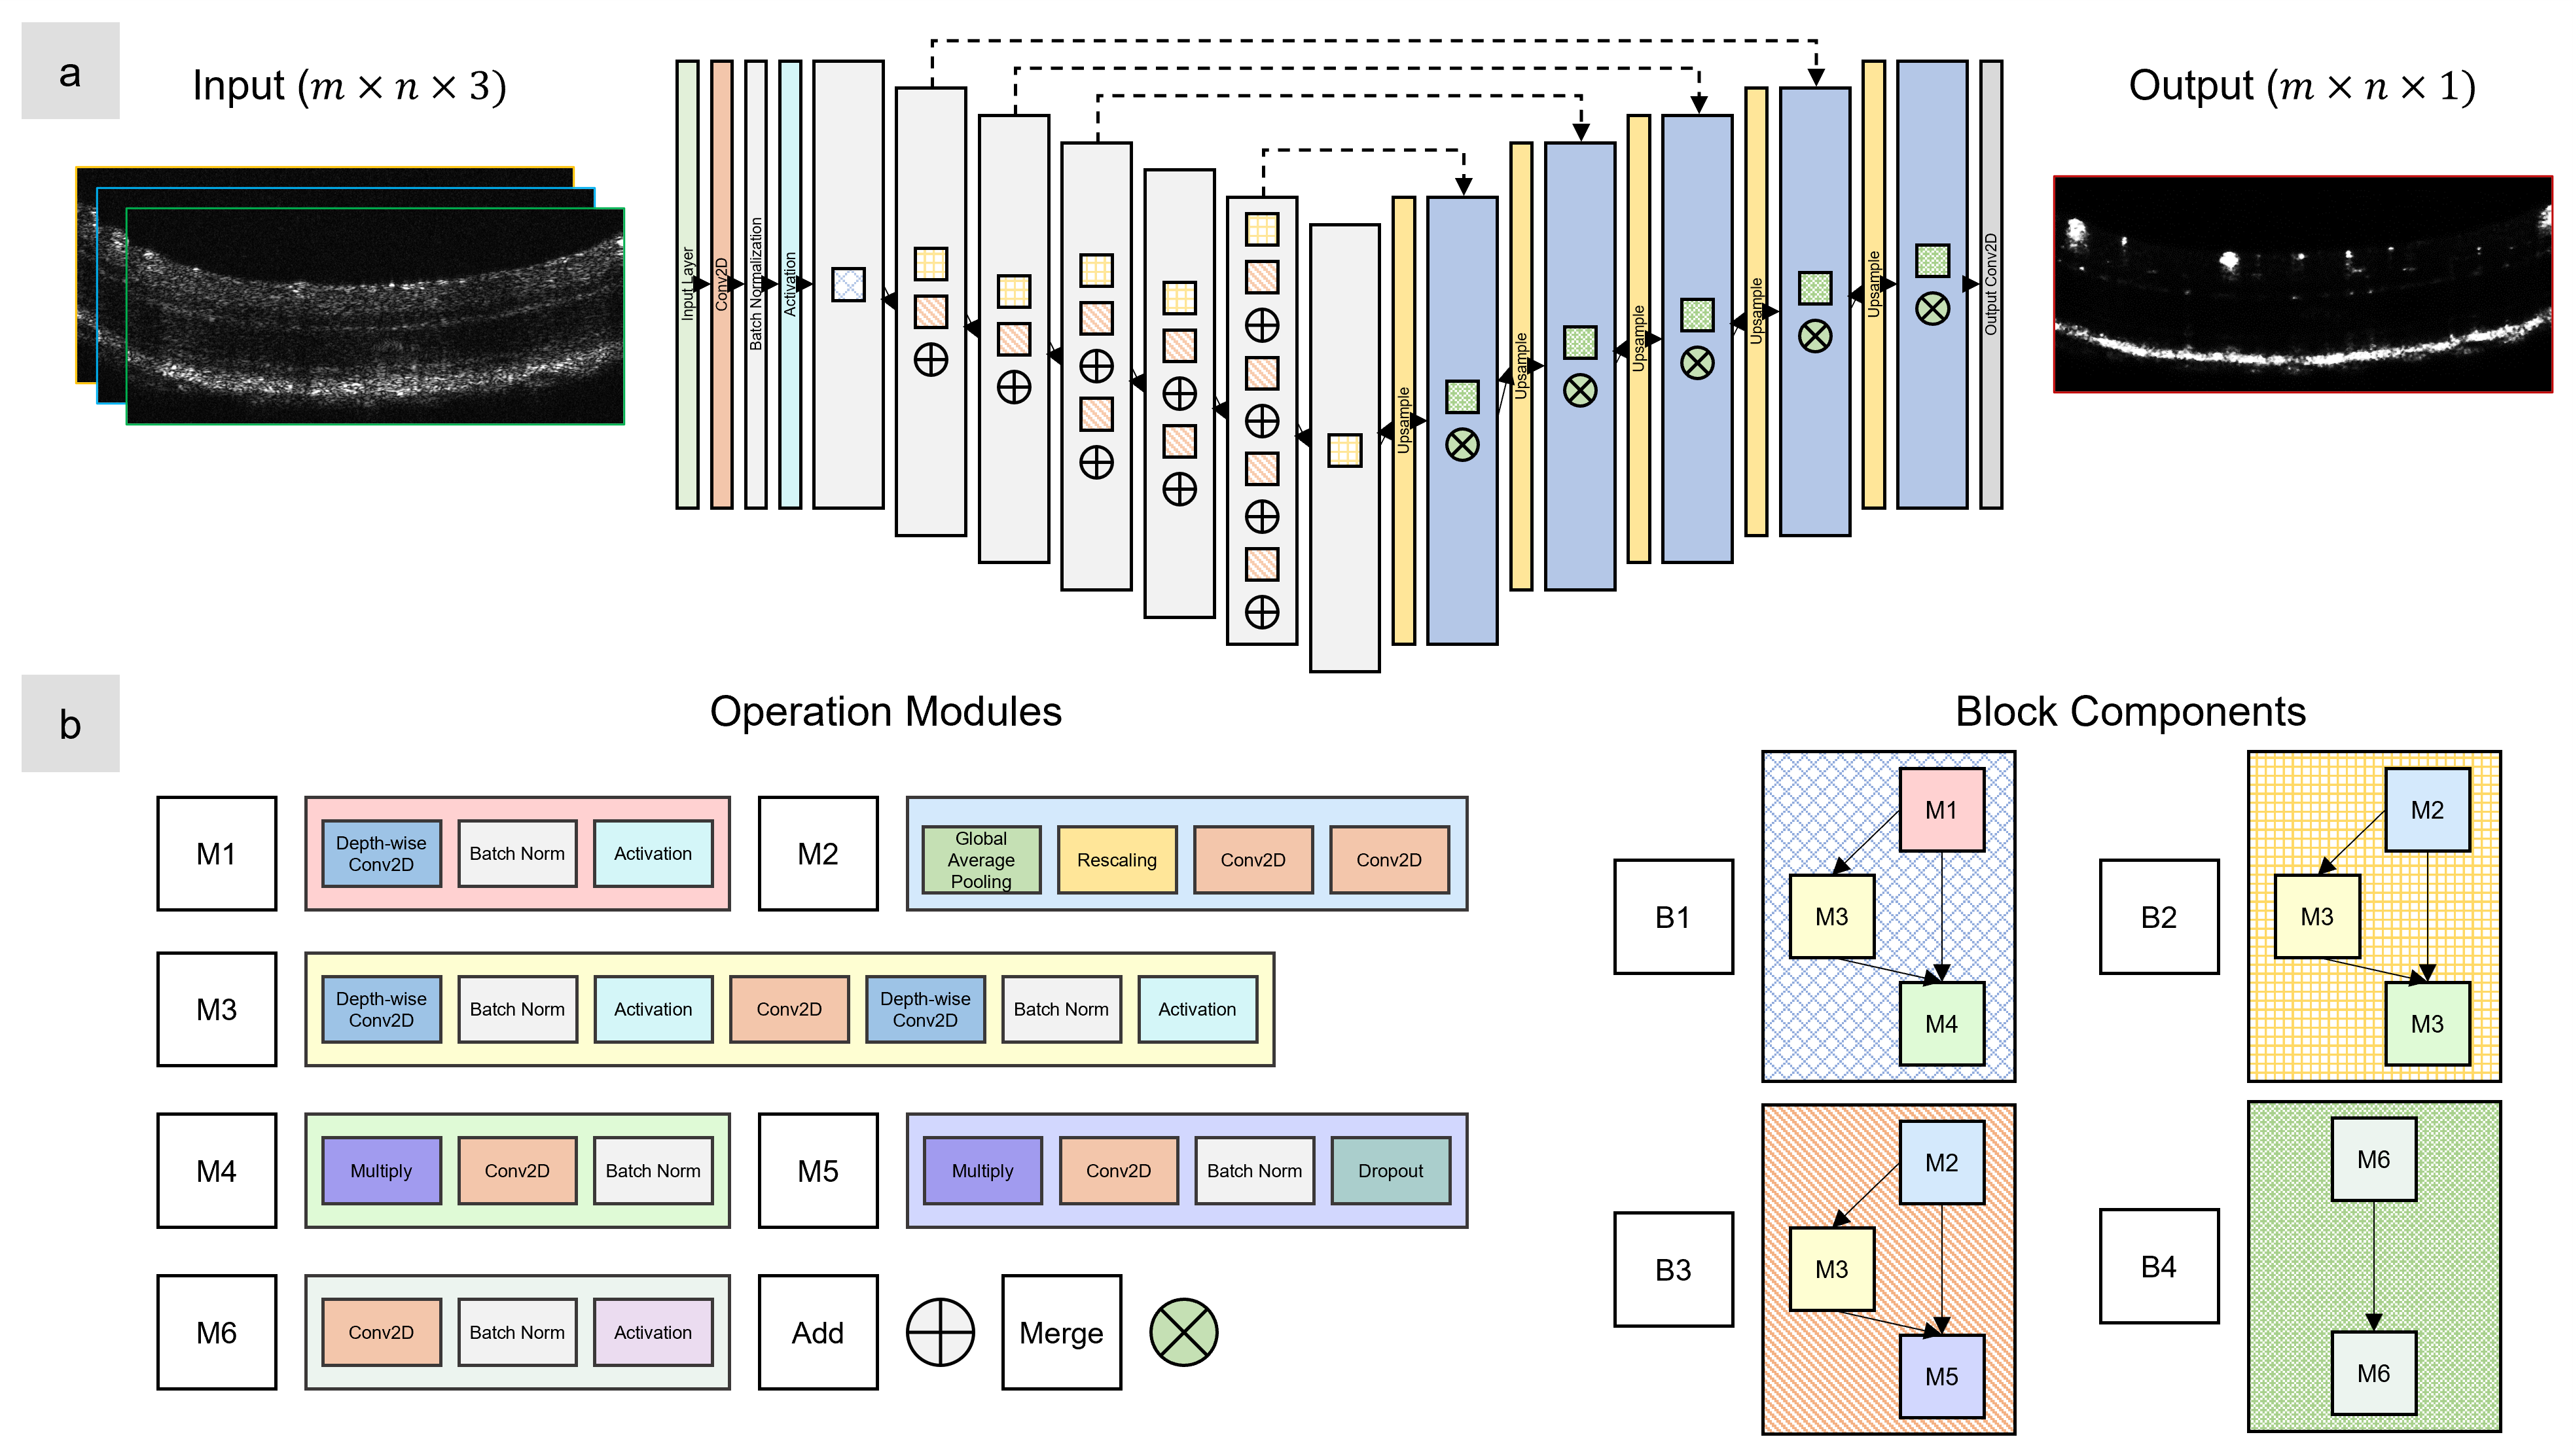 a
Input (m × n × 3)
Output (m × n × 1)
Input Layer
Conv2D
Batch Normalization
Activation
Upsample
Upsample
Upsample
Upsample
Upsample
Output Conv2D
b
Operation Modules
Block Components
M1
Depth-wise
Conv2D
Batch Norm
Activation
M2
Global
Average
Pooling
Rescaling
Conv2D
Conv2D
M3
Depth-wise
Conv2D
Batch Norm
Activation
Conv2D
Depth-wise
Conv2D
Batch Norm
Activation
M4
Multiply
Conv2D
Batch Norm
M5
Multiply
Conv2D
Batch Norm
Dropout
M6
Conv2D
Batch Norm
Activation
Add
Merge
B1
M1
M3
M4
B2
M2
M3
M3
B3
M2
M3
M5
B4
M6
M6